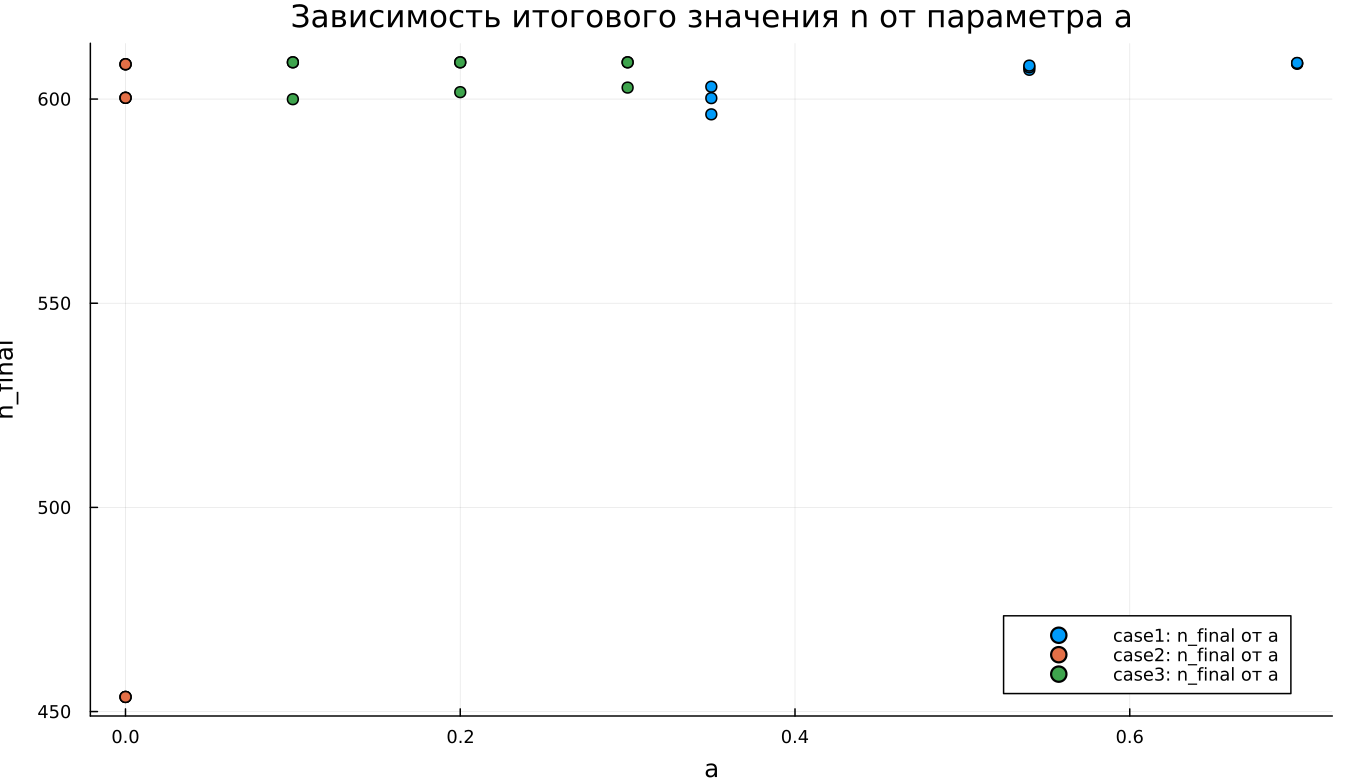 Зависимость итогового значения n от параметра a
n_final
600
550
500
450
0.0
0.2
0.4
0.6
a
case1: n_final от a
case2: n_final от a
case3: n_final от a